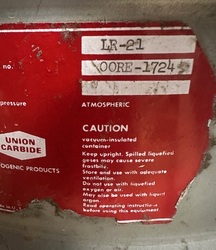 LR-21
no. OORE-1724
pressure ATMOSPHERIC
CAUTION
vacuum-insulated
container
Keep upright. Spilled liquefied
gases may cause severe
frostbite.
Store and use with adequate
ventilation.
Do not use with liquefied
oxygen or air.
May also be used with liquid
argon.
Read operating instructions
before using this equipment.
UNION
CARBIDE
OGENIC PRODUCTS